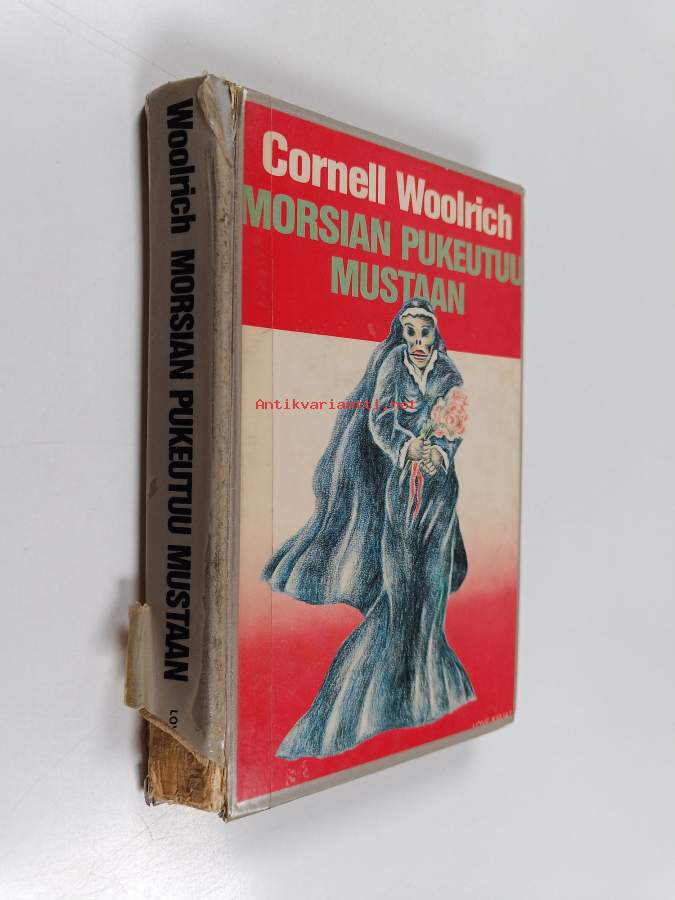 Woolrich MORSIAN PUKEUTUU MUSTAAN
Cornell Woolrich
MORSIAN PUKEUTUU
MUSTAAN
Antikvariaatti.net